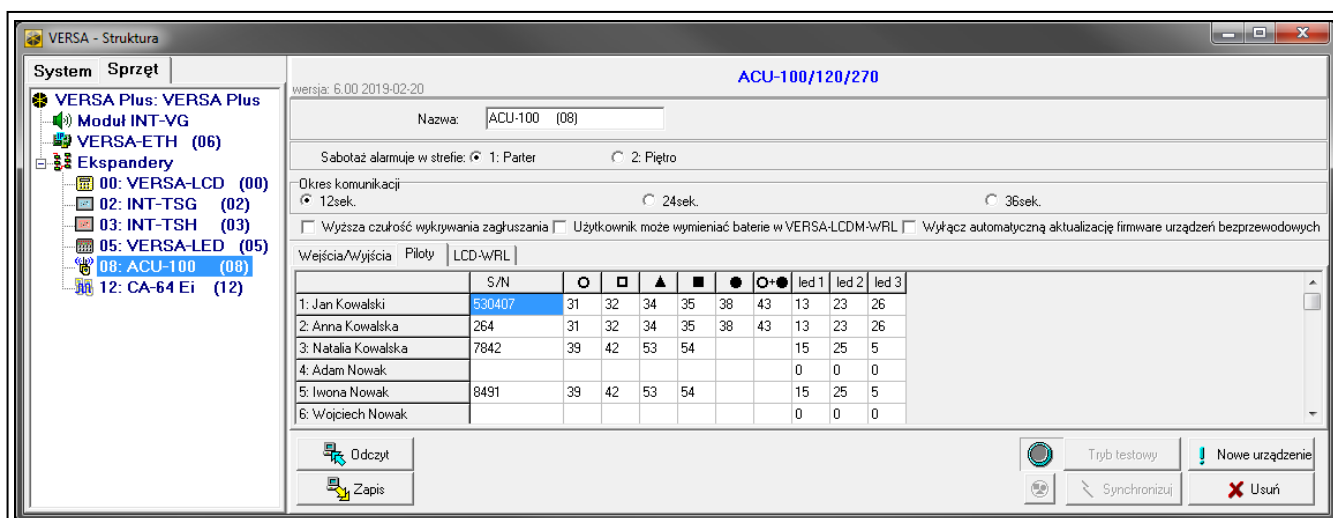 VERSA - Struktura
System Sprzęt
VERSA Plus: VERSA Plus
Moduł INT-VG
VERSA-ETH (06)
Ekspandery
00: VERSA-LCD (00)
02: INT-TSG (02)
03: INT-TSH (03)
05: VERSA-LED (05)
08: ACU-100 (08)
12: CA-64 Ei (12)
ACU-100/120/270
wersja: 6.00 2019-02-20
Nazwa: ACU-100 (08)
Sabotaż alarmuje w strefie: 1: Parter 2: Piętro
Okres komunikacji
12sek. 24sek. 36sek.
Wyższa czułość wykrywania zagłuszania Użytkownik może wymieniać baterie w VERSA-LCDM-WRL Wyłącz automatyczną aktualizację firmware urządzeń bezprzewodowych
Wejścia/Wyjścia Piloty LCD-WRL
S/N led 1 led 2 led 3
1: Jan Kowalski 530407 31 32 34 35 38 43 13 23 26
2: Anna Kowalska 264 31 32 34 35 38 43 13 23 26
3: Natalia Kowalska 7842 39 42 53 54 15 25 5
4: Adam Nowak 0 0 0
5: Iwona Nowak 8491 39 42 53 54 15 25 5
6: Wojciech Nowak 0 0 0
Odczyt Tryb testowy Nowe urządzenie
Zapis Synchronizuj Usuń